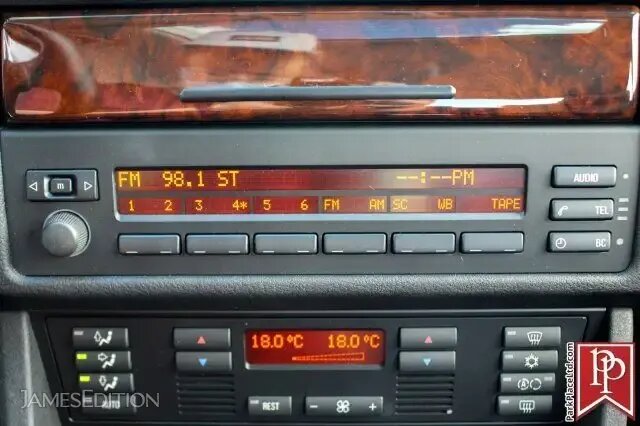 FM 98.1 ST --:--PM
1 2 3 4* 5 6 FM AM SC WB TAPE
m
AUDIO
TEL
BC
18.0°C 18.0°C
AUTO
REST
- +
A
JAMESEDITION
PP
ParkPlaceLtd.com